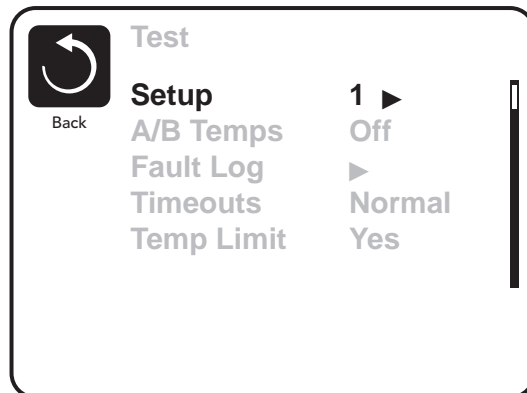 Test
Back
Setup 1 ▶
A/B Temps Off
Fault Log ▶
Timeouts Normal
Temp Limit Yes